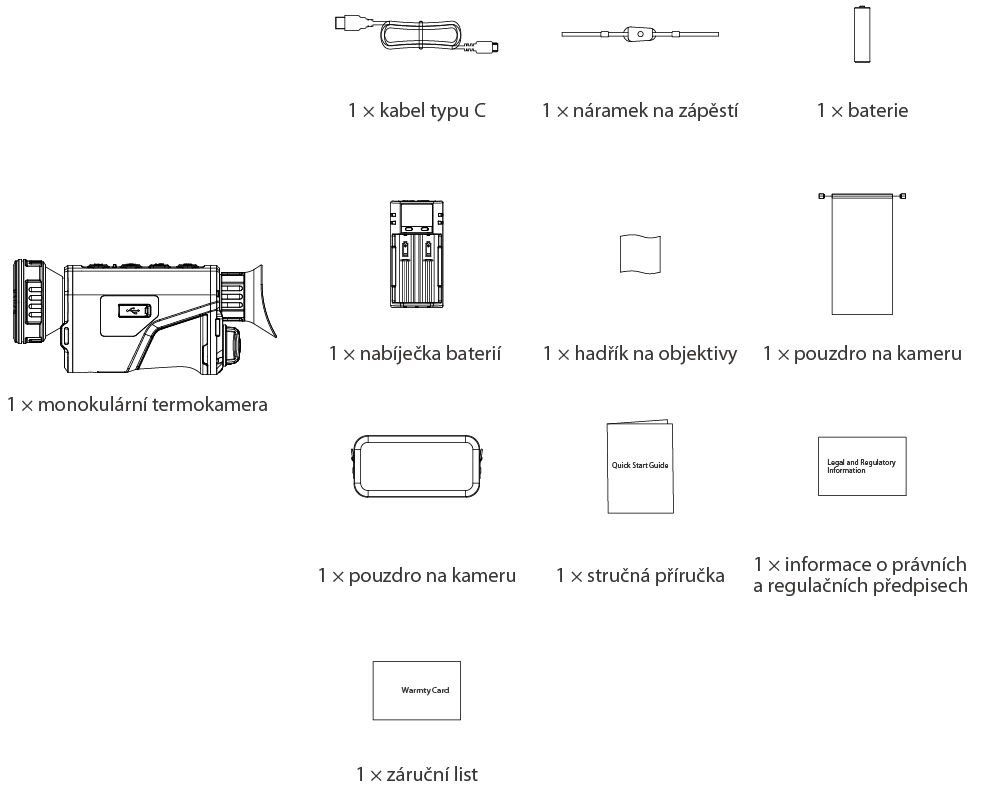 1 × kabel typu C
1 × náramek na zápěstí
1 × baterie
1 × monokulární termokamera
1 × nabíječka baterií
1 × hadřík na objektivy
1 × pouzdro na kameru
Quick Start Guide
Legal and Regulatory
Information
1 × pouzdro na kameru
1 × stručná příručka
1 × informace o právních
a regulačních předpisech
Warrnty Card
1 × záruční list